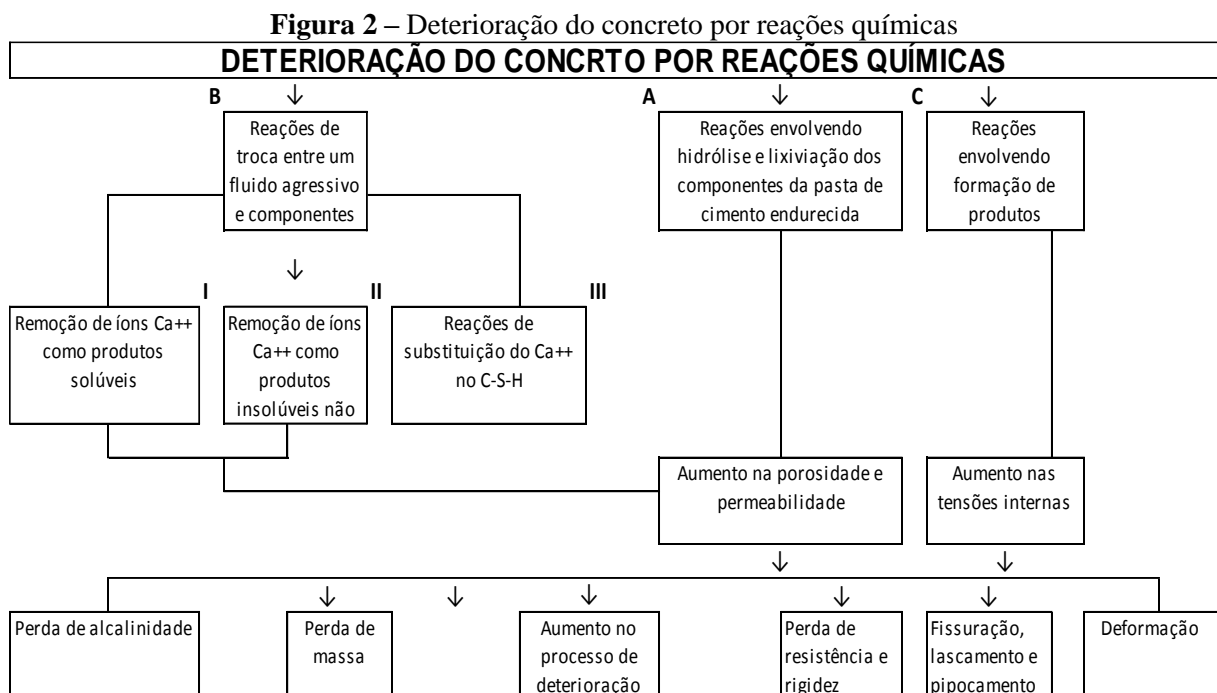 Figura 2 – Deterioração do concreto por reações químicas
DETERIORAÇÃO DO CONCRTO POR REAÇÕES QUÍMICAS
B
Reações de
troca entre um
fluido agressivo
e componentes
A
Reações envolvendo
hidrólise e lixiviação dos
componentes da pasta de
cimento endurecida
C
Reações
envolvendo
formação de
produtos
I
Remoção de íons Ca++
como produtos
solúveis
II
Remoção de íons
Ca++ como
produtos
insolúveis não
III
Reações de
substituição do Ca++
no C-S-H
Aumento na porosidade e
permeabilidade
Aumento nas
tensões internas
Perda de alcalinidade
Perda de
massa
Aumento no
processo de
deterioração
Perda de
resistência e
rigidez
Fissuração,
lascamento e
pipocamento
Deformação